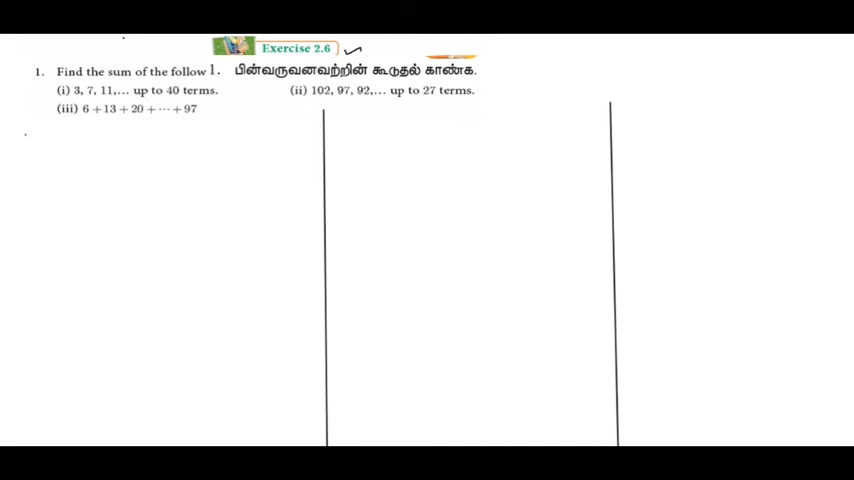 Exercise 2.6
1. Find the sum of the follow 1. பின்வருவனவற்றின் கூடுதல் காண்க.
(i) 3, 7, 11,... up to 40 terms. (ii) 102, 97, 92,... up to 27 terms.
(iii) 6 + 13 + 20 + ··· + 97